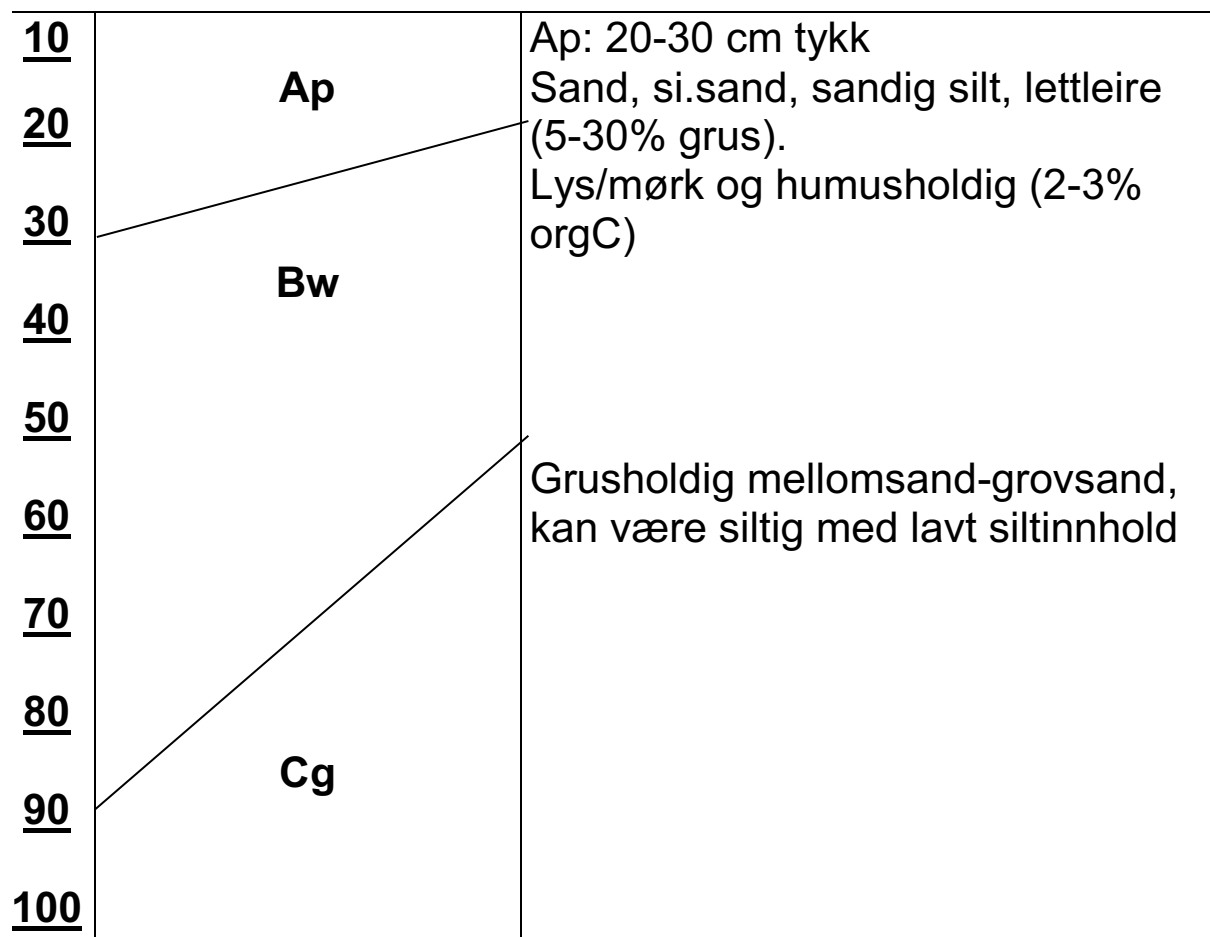 10
Ap: 20-30 cm tykk
Ap
Sand, si.sand, sandig silt, lettleire
20
(5-30% grus).
Lys/mørk og humusholdig (2-3%
30
orgC)
Bw
40
50
Grusholdig mellomsand-grovsand,
60
kan være siltig med lavt siltinnhold
70
80
Cg
90
100